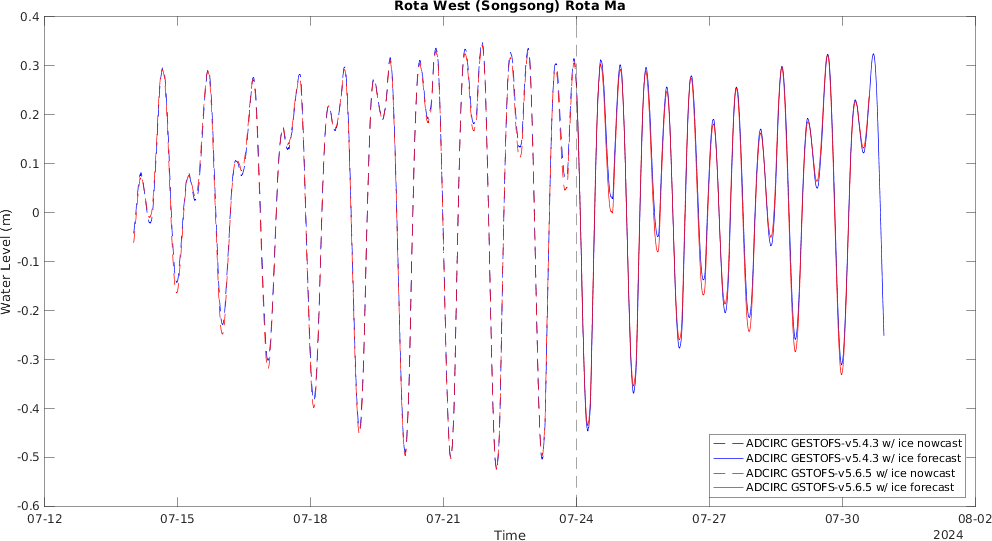 Rota West (Songsong) Rota Ma
0.4
0.3
0.2
0.1
0
-0.1
-0.2
-0.3
-0.4
-0.5
-0.6
Water Level (m)
ADCIRC GESTOFS-v5.4.3 w/ ice nowcast
ADCIRC GESTOFS-v5.4.3 w/ ice forecast
ADCIRC GSTOFS-v5.6.5 w/ ice nowcast
ADCIRC GSTOFS-v5.6.5 w/ ice forecast
07-12 07-15 07-18 07-21 07-24 07-27 07-30 08-02
Time
2024